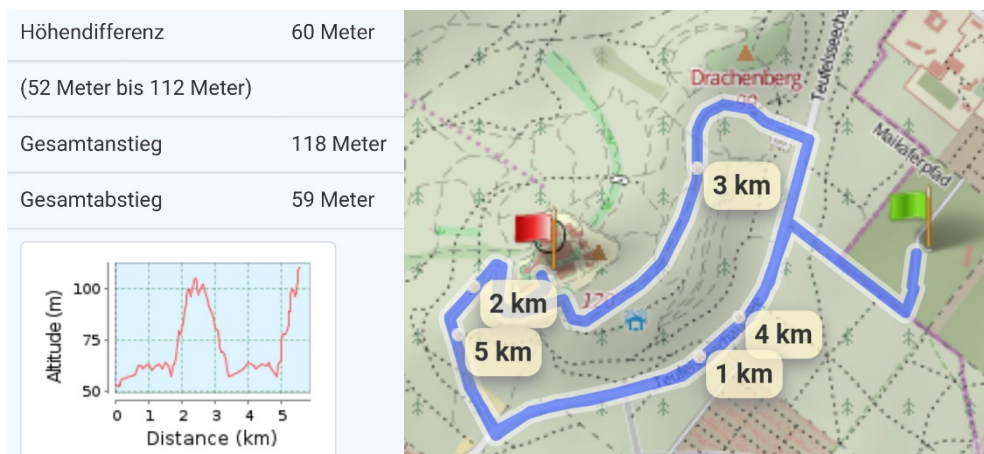 Höhendifferenz 60 Meter
(52 Meter bis 112 Meter)
Gesamtanstieg 118 Meter
Gesamtabstieg 59 Meter
100
75
50
Altitude (m)
0 1 2 3 4 5
Distance (km)
Drachenberg
99
Teufelsseech
Maikäferpfad
3 km
2 km
120
5 km
4 km
1 km